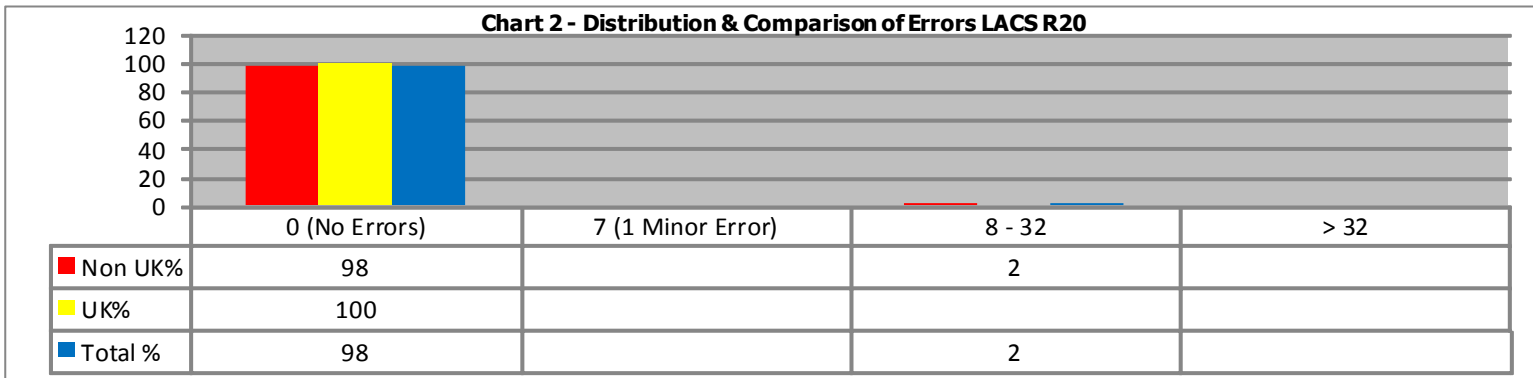 Chart 2 - Distribution & Comparison of Errors LACS R20
120
100
80
60
40
20
0
0 (No Errors) 7 (1 Minor Error) 8 - 32 > 32
Non UK% 98 2
UK% 100
Total % 98 2